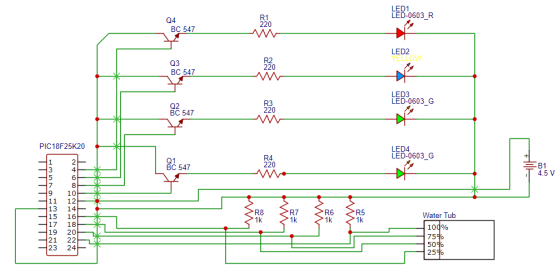 Q4
BC 547
R1
220
LED1
LED-0603_R
Q3
BC 547
R2
220
LED2
YELLOW
Q2
BC 547
R3
220
LED3
LED-0603_G
PIC18F25K20
Q1
BC 547
R4
220
LED4
LED-0603_G
B1
4.5 V
1 2
3 4
5 6
7 8
9 10
11 12
13 14
15 16
17 18
19 20
21 22
23 24
R8
1k
R7
1k
R6
1k
R5
1k
Water Tub
100%
75%
50%
25%